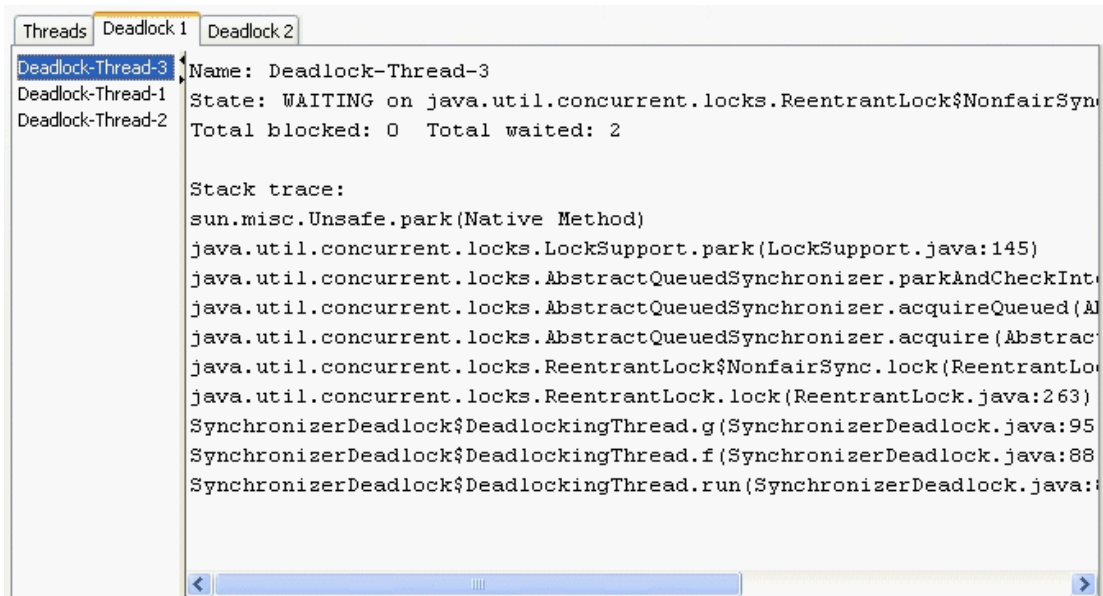 Threads Deadlock 1 Deadlock 2
Deadlock-Thread-3
Deadlock-Thread-1
Deadlock-Thread-2
Name: Deadlock-Thread-3
State: WAITING on java.util.concurrent.locks.ReentrantLock$NonfairSyn
Total blocked: 0 Total waited: 2
Stack trace:
sun.misc.Unsafe.park(Native Method)
java.util.concurrent.locks.LockSupport.park(LockSupport.java:145)
java.util.concurrent.locks.AbstractQueuedSynchronizer.parkAndCheckInt
java.util.concurrent.locks.AbstractQueuedSynchronizer.acquireQueued(A
java.util.concurrent.locks.AbstractQueuedSynchronizer.acquire(Abstrac
java.util.concurrent.locks.ReentrantLock$NonfairSync.lock(ReentrantLo
java.util.concurrent.locks.ReentrantLock.lock(ReentrantLock.java:263)
SynchronizerDeadlock$DeadlockingThread.g(SynchronizerDeadlock.java:95
SynchronizerDeadlock$DeadlockingThread.f(SynchronizerDeadlock.java:88
SynchronizerDeadlock$DeadlockingThread.run(SynchronizerDeadlock.java: